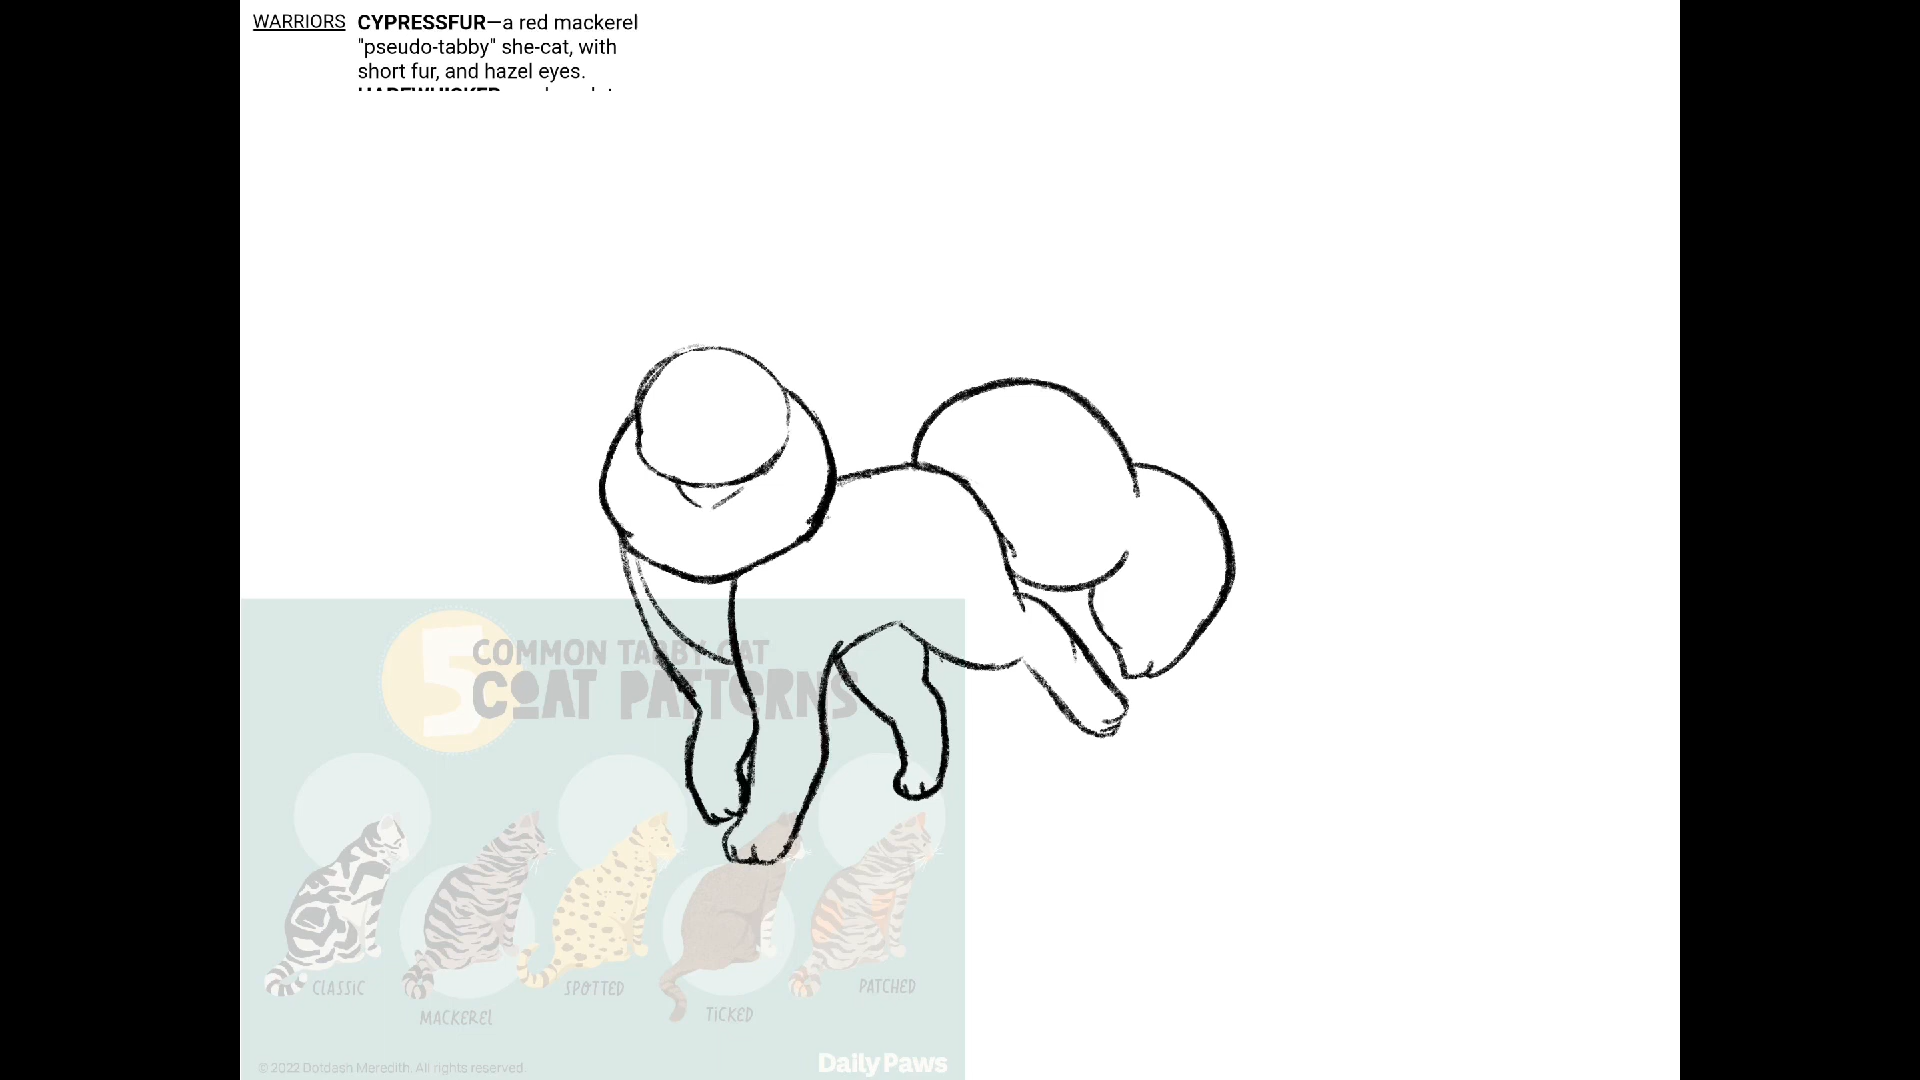 WARRIORS CYPRESSFUR—a red mackerel
"pseudo-tabby" she-cat, with
short fur, and hazel eyes.
5 COMMON TABBY CAT
COAT PATTERNS
CLASSIC
MACKEREL
SPOTTED
TICKED
PATCHED
© 2022 Dotdash Meredith. All rights reserved.
Daily Paws